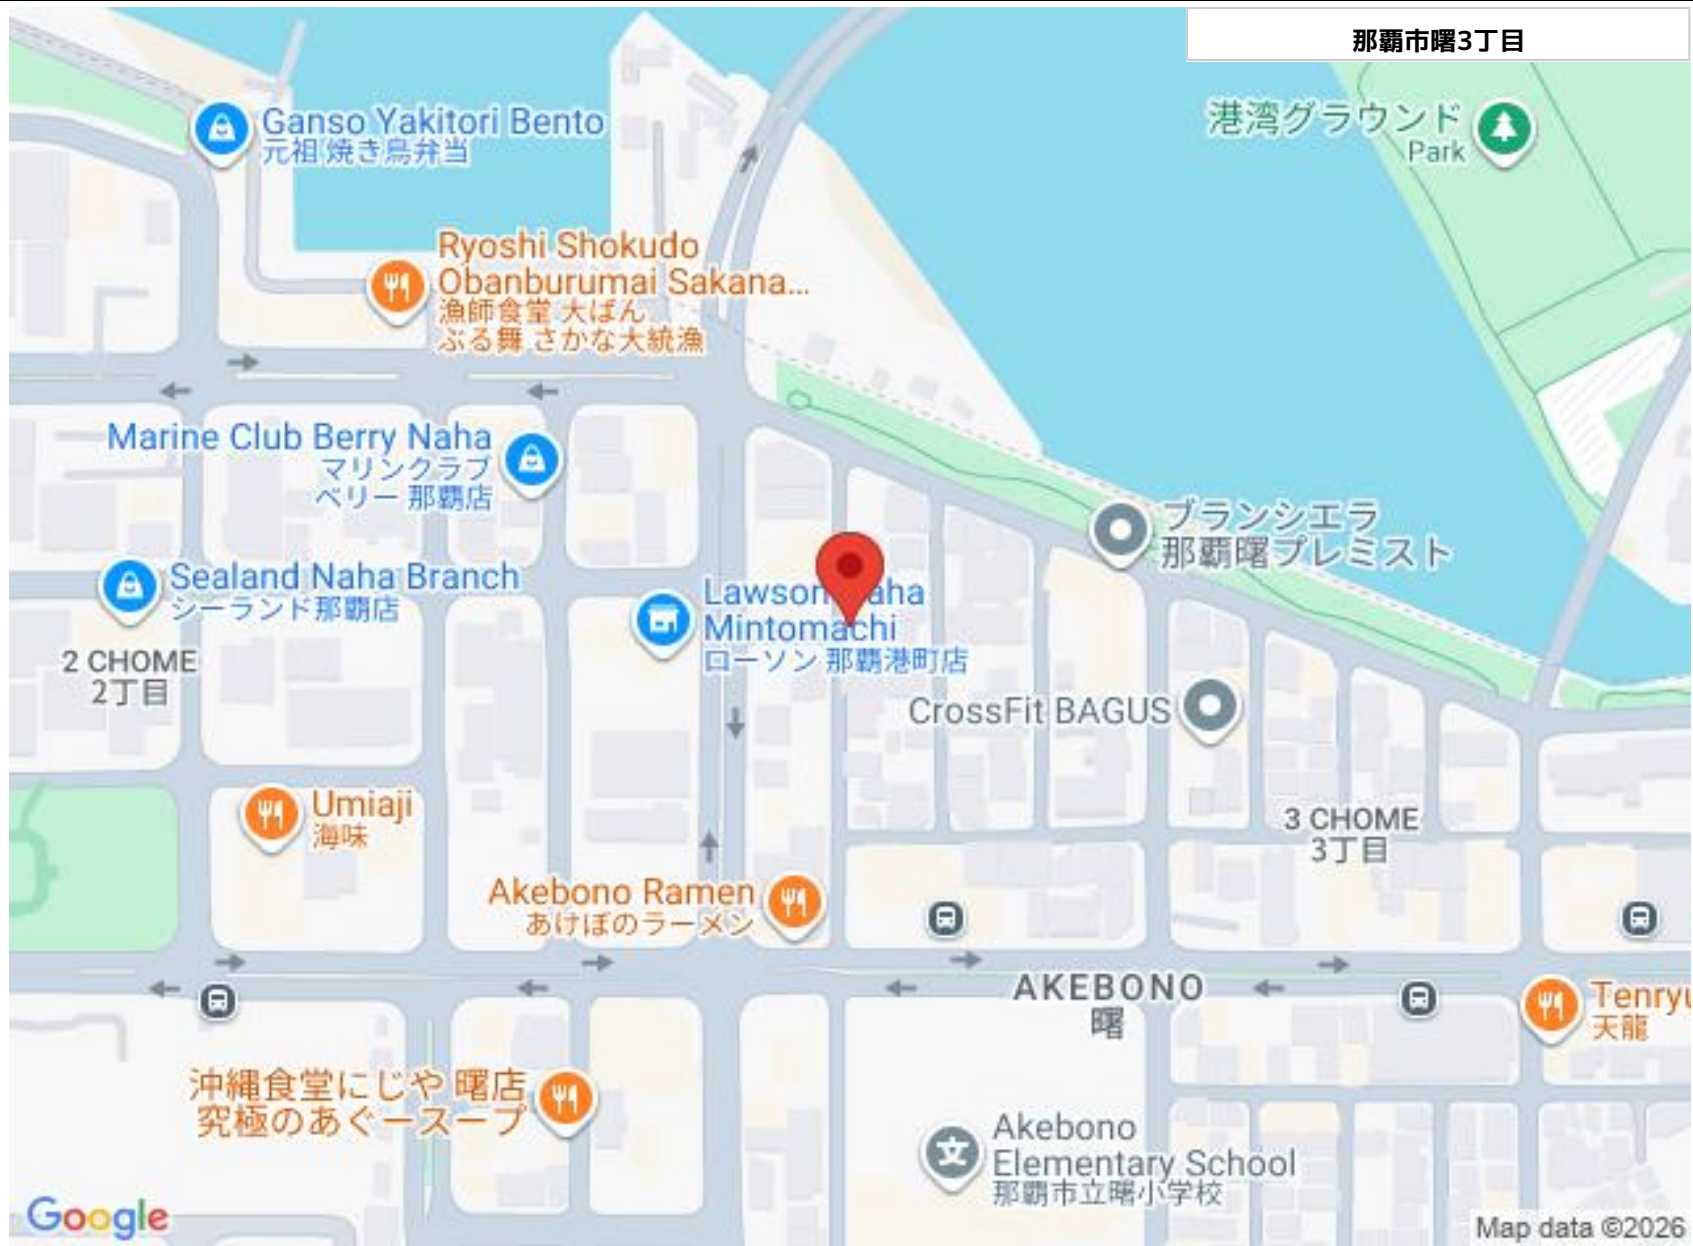 那覇市曙3丁目
港湾グラウンド
Park
Ganso Yakitori Bento
元祖 焼き鳥弁当
Ryoshi Shokudo
Obanburumai Sakana...
漁師食堂 大ばん
ぶる舞 さかな大統漁
Marine Club Berry Naha
マリンクラブ
ベリー 那覇店
ブランシエラ
那覇曙プレミスト
Sealand Naha Branch
シーランド那覇店
Lawson Naha
Mintomachi
ローソン 那覇港町店
2 CHOME
2丁目
CrossFit BAGUS
Umiaji
海味
3 CHOME
3丁目
Akebono Ramen
あけぼのラーメン
AKEBONO
曙
Tenryu
天龍
沖縄食堂にじや 曙店
究極のあぐースープ
文
Akebono
Elementary School
那覇市立曙小学校
Google
Map data ©2026